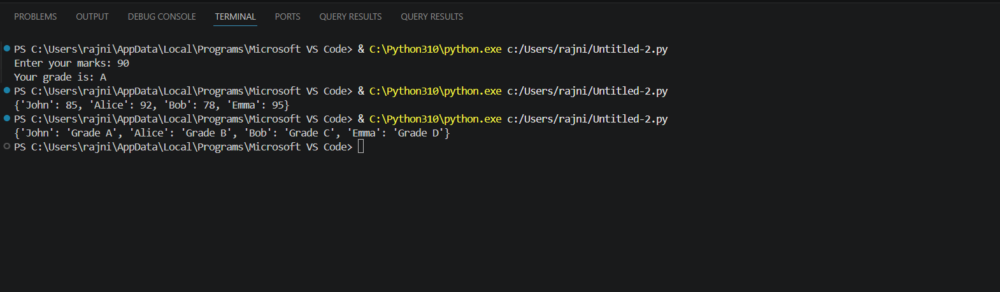 PROBLEMS OUTPUT DEBUG CONSOLE TERMINAL PORTS QUERY RESULTS QUERY RESULTS
PS C:\Users\rajni\AppData\Local\Programs\Microsoft VS Code> & C:\Python310\python.exe c:/Users/rajni/Untitled-2.py
Enter your marks: 90
Your grade is: A
PS C:\Users\rajni\AppData\Local\Programs\Microsoft VS Code> & C:\Python310\python.exe c:/Users/rajni/Untitled-2.py
{'John': 85, 'Alice': 92, 'Bob': 78, 'Emma': 95}
PS C:\Users\rajni\AppData\Local\Programs\Microsoft VS Code> & C:\Python310\python.exe c:/Users/rajni/Untitled-2.py
{'John': 'Grade A', 'Alice': 'Grade B', 'Bob': 'Grade C', 'Emma': 'Grade D'}
PS C:\Users\rajni\AppData\Local\Programs\Microsoft VS Code>